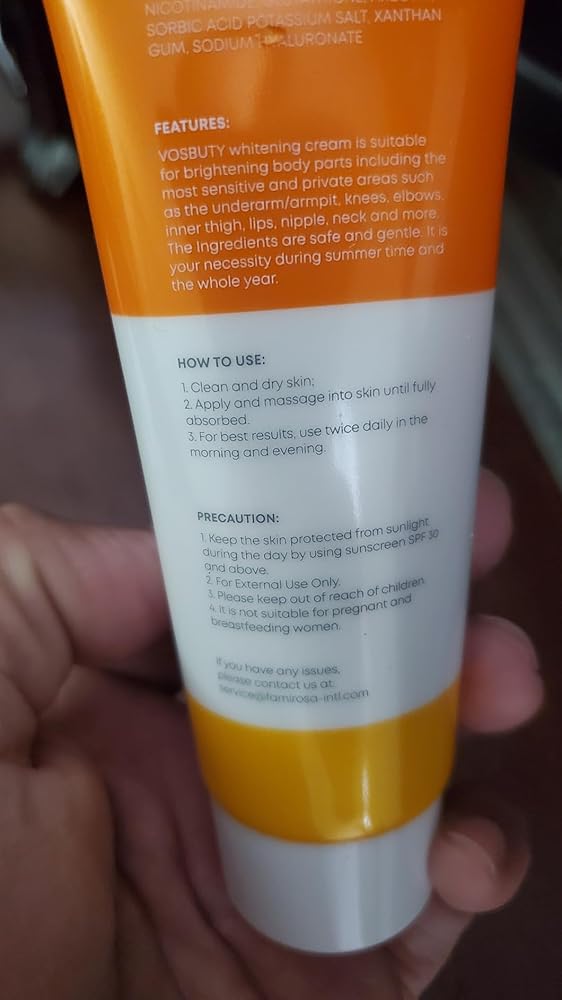 NICOTINAMIDE,
SORBIC ACID POTASSIUM SALT, XANTHAN
GUM, SODIUM HYALURONATE
FEATURES:
VOSBUTY whitening cream is suitable
for brightening body parts including the
most sensitive and private areas such
as the underarm/armpit, knees, elbows,
inner thigh, lips, nipple, neck and more.
The Ingredients are safe and gentle. It is
your necessity during summer time and
the whole year.
HOW TO USE:
1. Clean and dry skin;
2. Apply and massage into skin until fully
absorbed.
3. For best results, use twice daily in the
morning and evening.
PRECAUTION:
1. Keep the skin protected from sunlight
during the day by using sunscreen SPF 30
and above.
2. For External Use Only.
3. Please keep out of reach of children.
4. It is not suitable for pregnant and
breastfeeding women.
If you have any issues,
please contact us at:
service@famirosa-intl.com